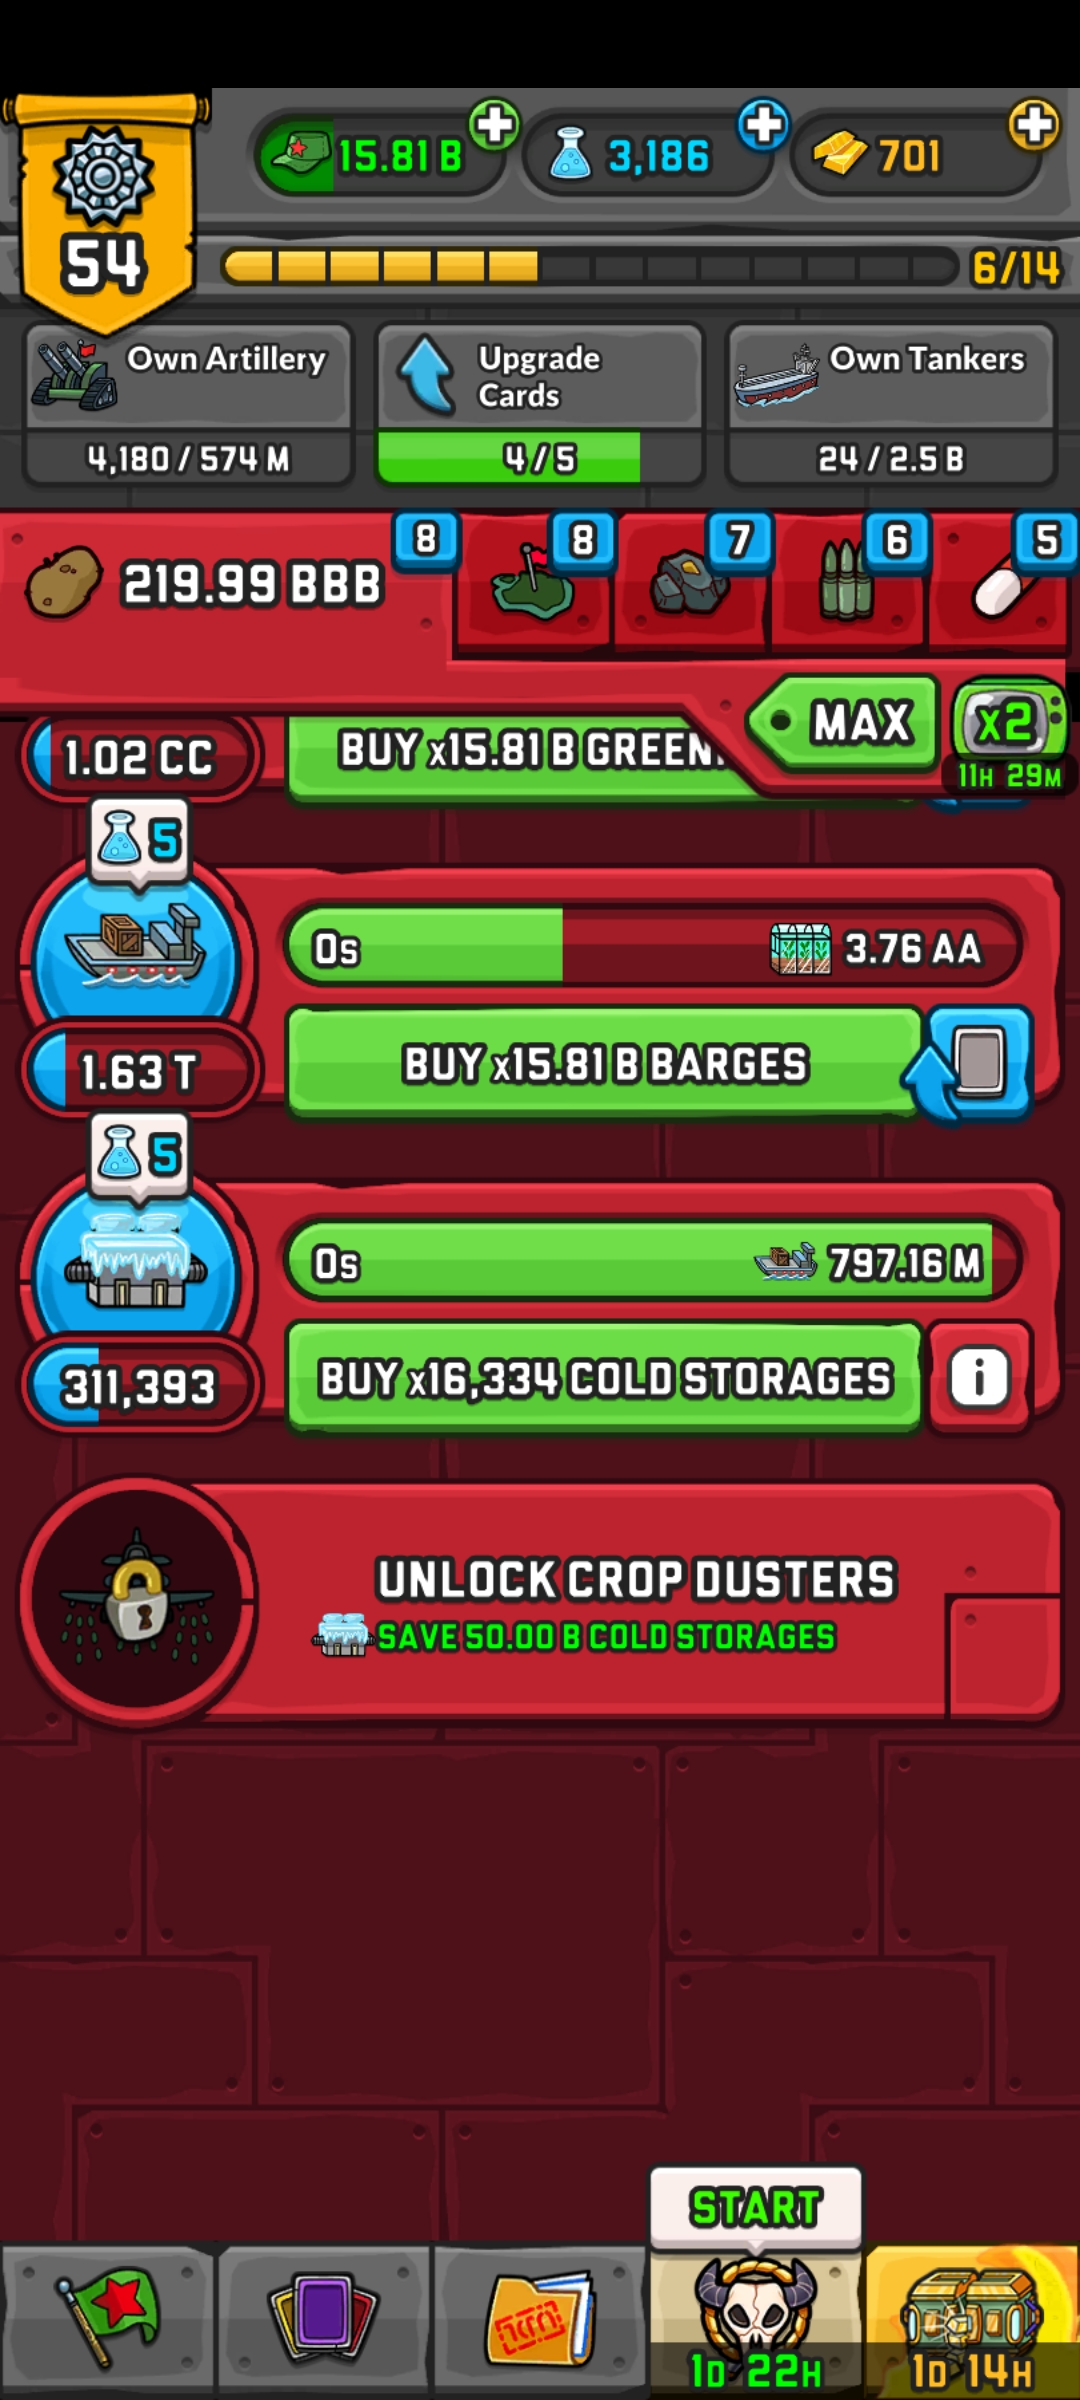 15.81 B
3,186
701
54
6/14
Own Artillery
4,180 / 574 M
Upgrade
Cards
4 / 5
Own Tankers
24 / 2.5 B
219.99 BBB
8
8
7
6
5
MAX
x2
11H 29M
1.02 CC
BUY x15.81 B GREEN
5
0s
3.76 AA
1.63 T
BUY x15.81 B BARGES
5
0s
797.16 M
311,393
BUY x16,334 COLD STORAGES
i
UNLOCK CROP DUSTERS
SAVE 50.00 B COLD STORAGES
START
1D 22H
1D 14H